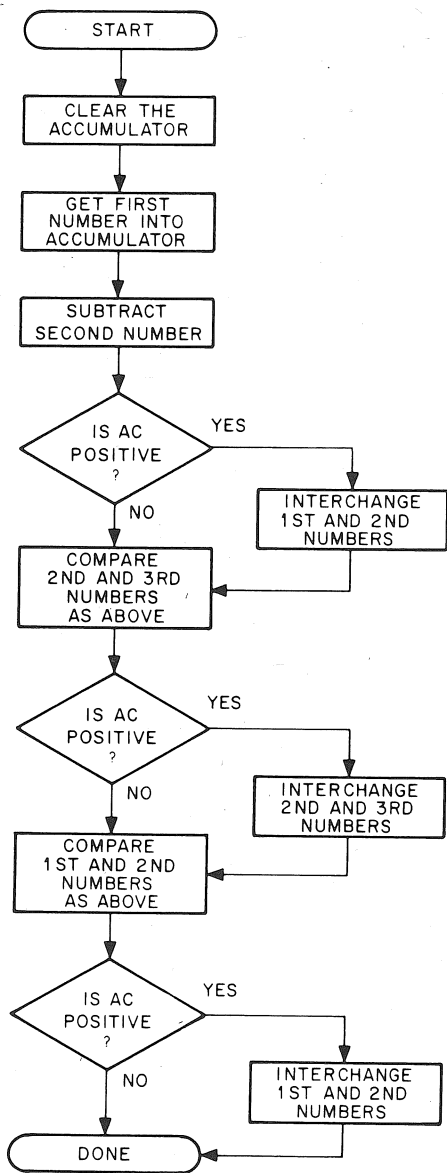 START
CLEAR THE
ACCUMULATOR
GET FIRST
NUMBER INTO
ACCUMULATOR
SUBTRACT
SECOND NUMBER
IS AC
POSITIVE
?
YES
NO
INTERCHANGE
1ST AND 2ND
NUMBERS
COMPARE
2ND AND 3RD
NUMBERS
AS ABOVE
IS AC
POSITIVE
?
YES
NO
INTERCHANGE
2ND AND 3RD
NUMBERS
COMPARE
1ST AND 2ND
NUMBERS
AS ABOVE
IS AC
POSITIVE
?
YES
NO
INTERCHANGE
1ST AND 2ND
NUMBERS
DONE